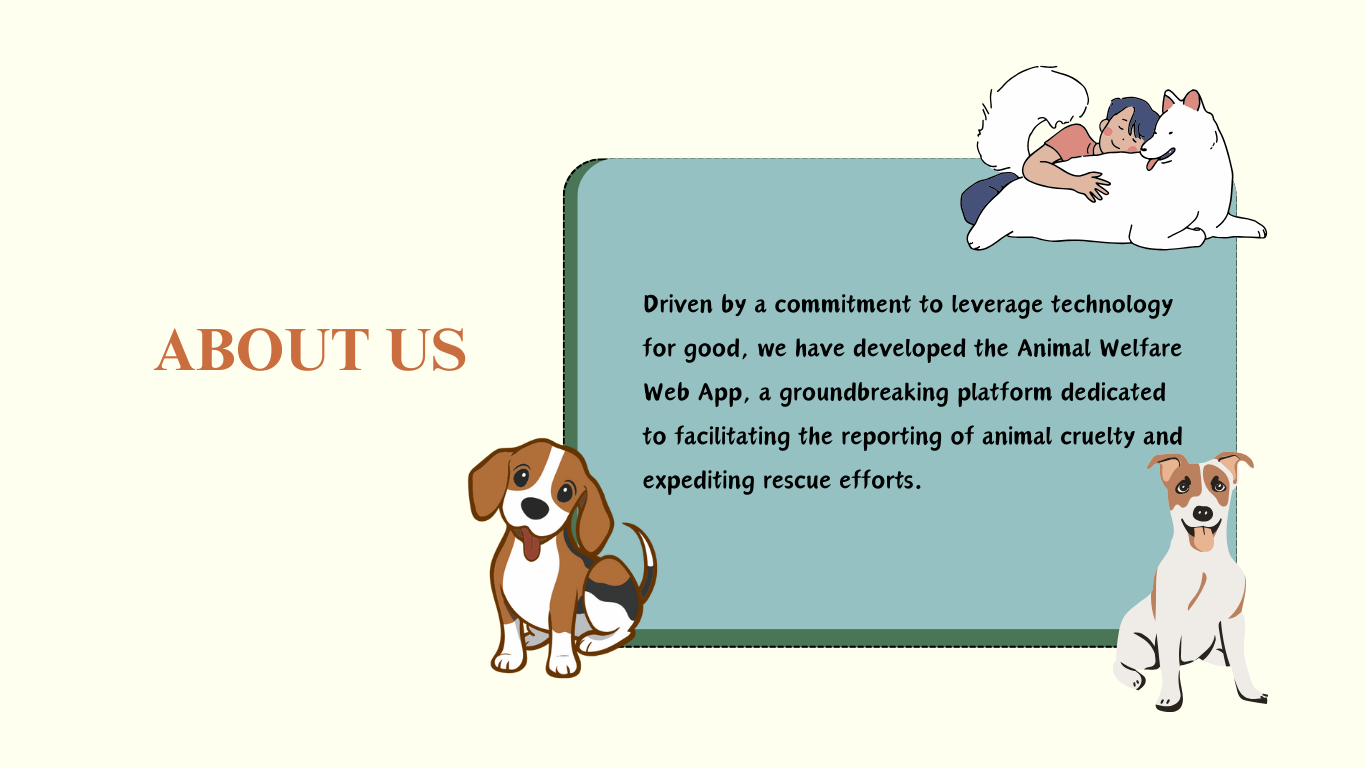 ABOUT US
Driven by a commitment to leverage technology
for good, we have developed the Animal Welfare
Web App, a groundbreaking platform dedicated
to facilitating the reporting of animal cruelty and
expediting rescue efforts.